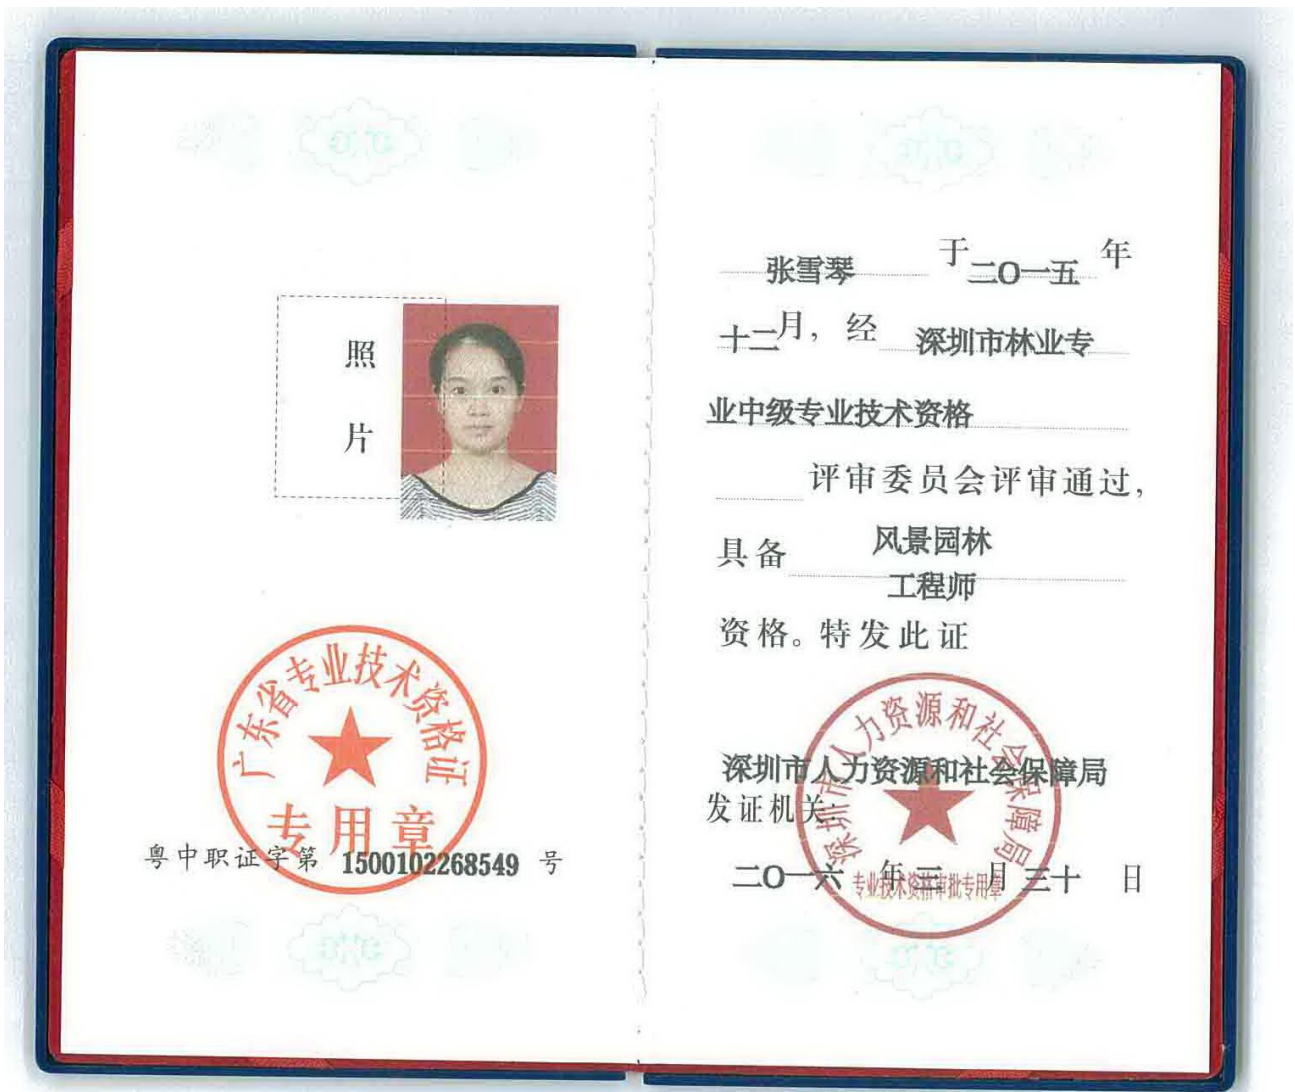 照
片
广东省专业技术资格证
专用章
粤中职证字第 1500102268549 号
张雪琴 于二〇一五年
十二月，经 深圳市林业专
业中级专业技术资格
评审委员会评审通过，
具备 风景园林
工程师
资格。特发此证
深圳市人力资源和社会保障局
深圳市人力资源和社会保障局
发证机关：
二〇一六 年 三 月 三十 日
专业技术资格审批专用章